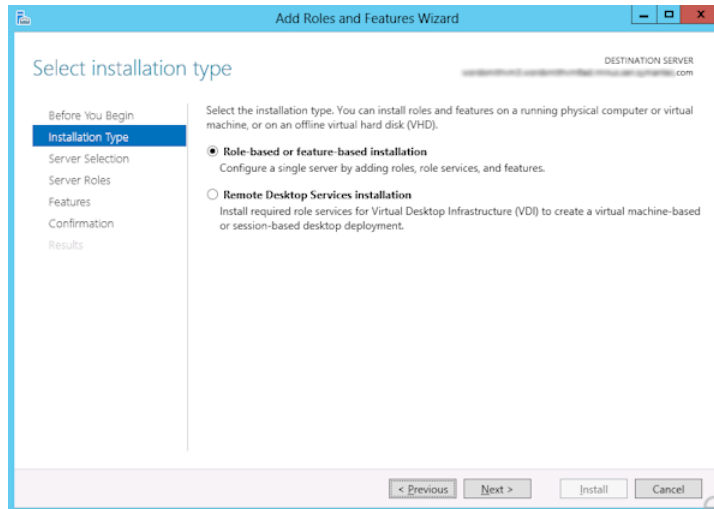 Add Roles and Features Wizard
Select installation type
DESTINATION SERVER
.com
Before You Begin
Installation Type
Server Selection
Server Roles
Features
Confirmation
Results
Select the installation type. You can install roles and features on a running physical computer or virtual
machine, or on an offline virtual hard disk (VHD).
Role-based or feature-based installation
Configure a single server by adding roles, role services, and features.
Remote Desktop Services installation
Install required role services for Virtual Desktop Infrastructure (VDI) to create a virtual machine-based
or session-based desktop deployment.
< Previous
Next >
Install
Cancel